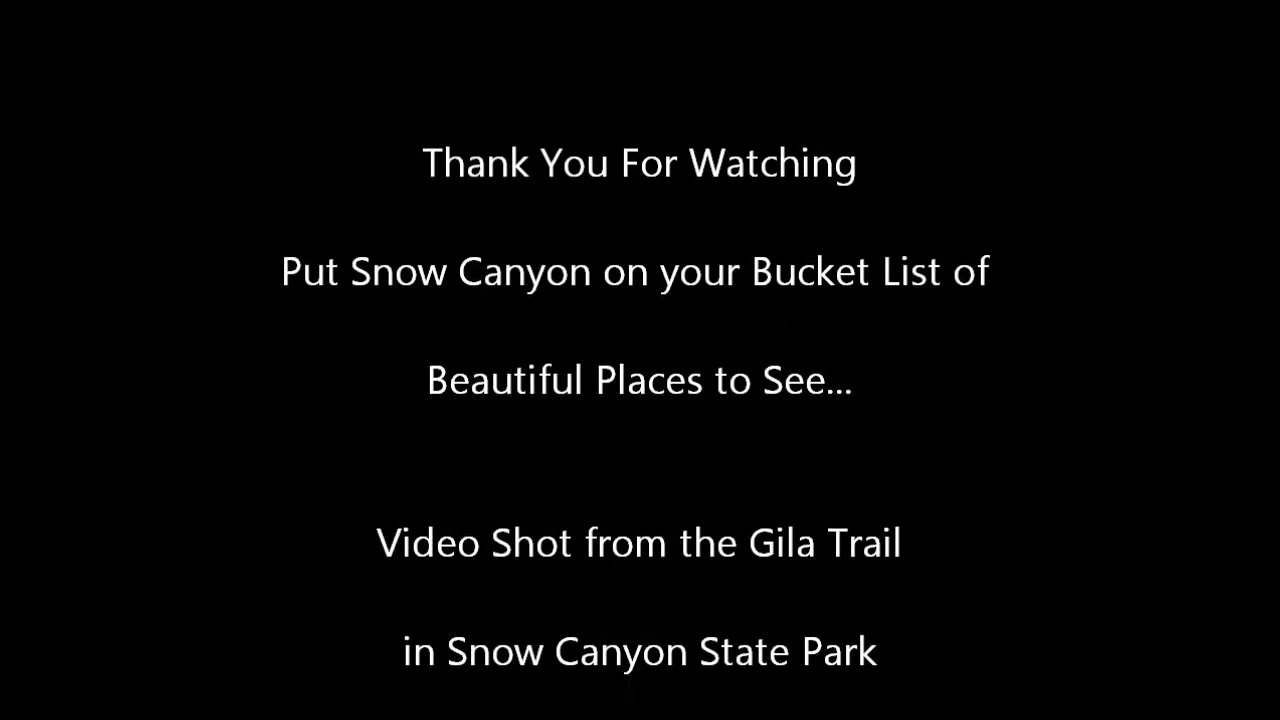 Thank You For Watching
Put Snow Canyon on your Bucket List of
Beautiful Places to See...
Video Shot from the Gila Trail
in Snow Canyon State Park